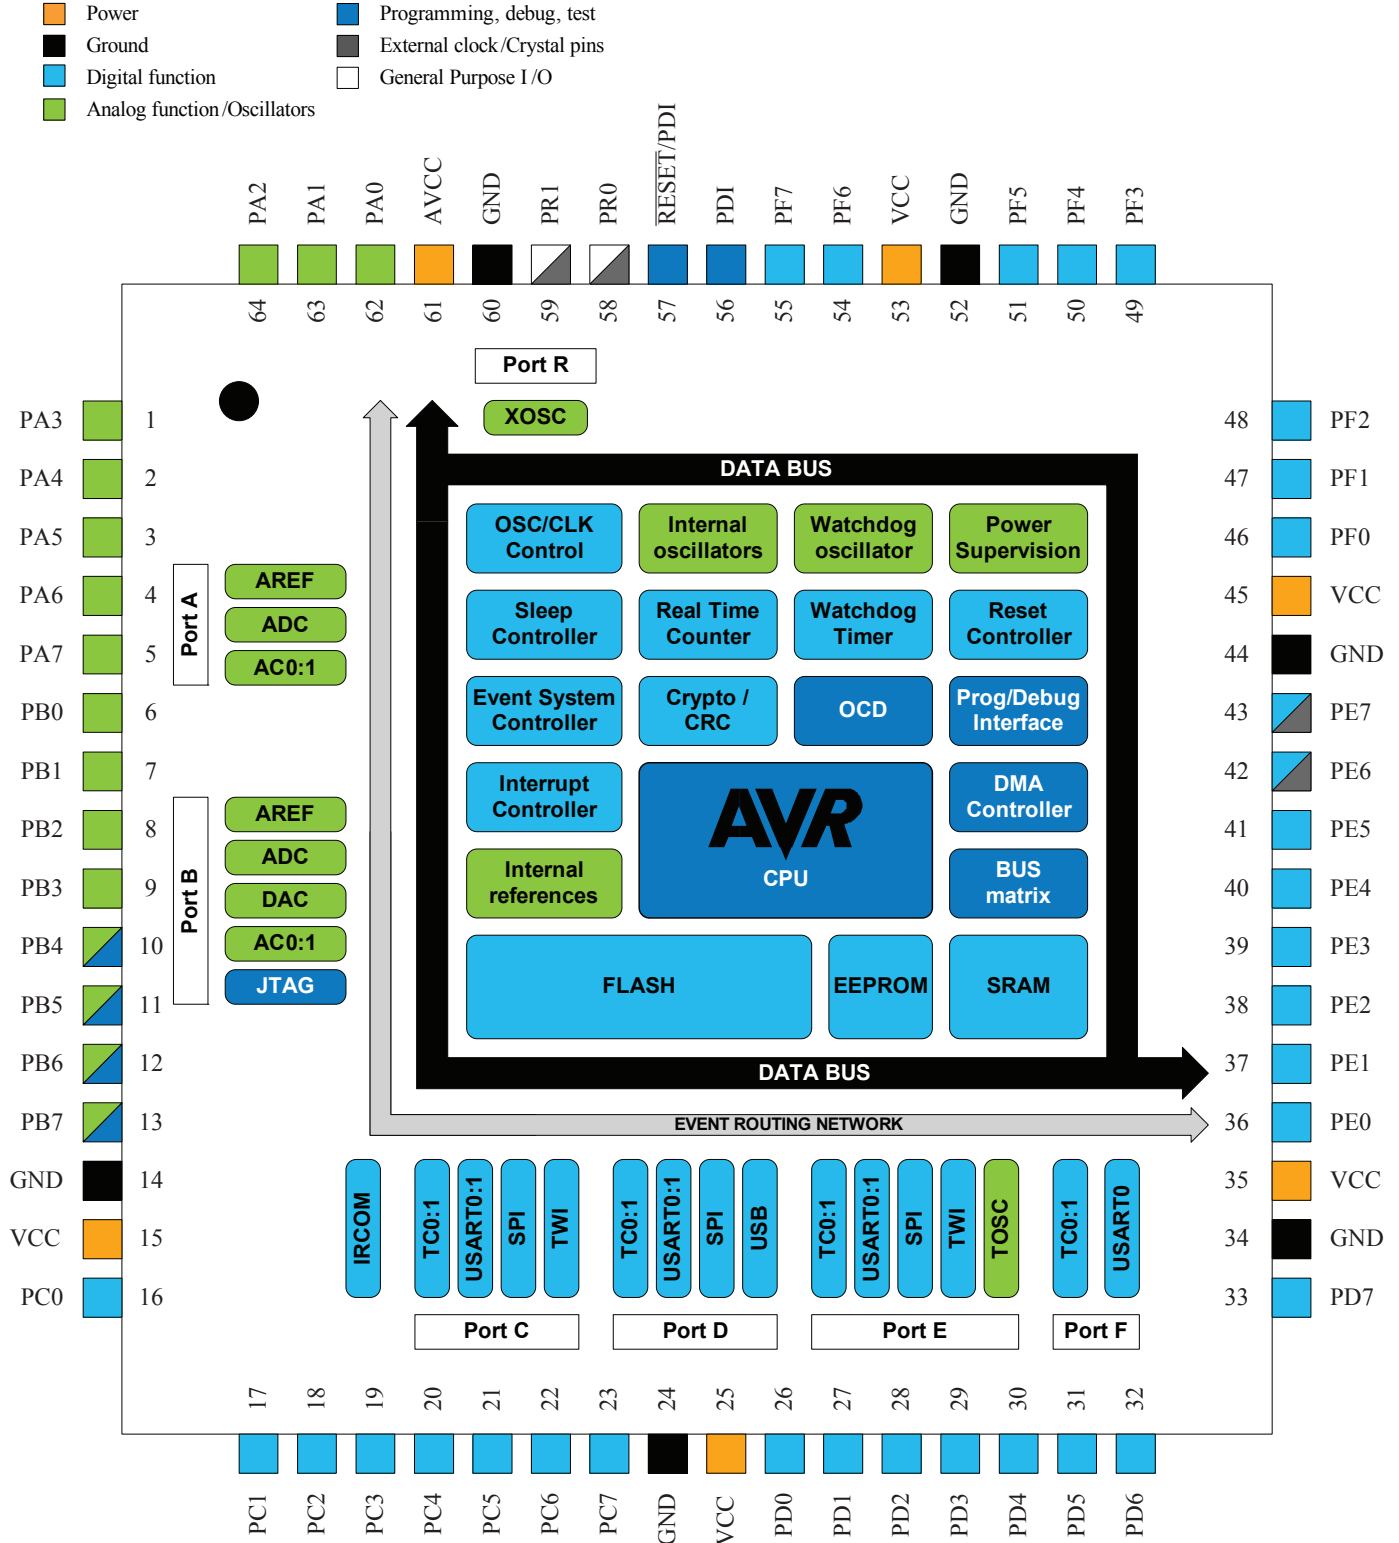 Power
Ground
Digital function
Analog function/Oscillators
Programming, debug, test
External clock/Crystal pins
General Purpose I/O
PA2
PA1
PA0
AVCC
GND
PR1
PR0
RESET/PDI
PDI
PF7
PF6
VCC
GND
PF5
PF4
PF3
64
63
62
61
60
59
58
57
56
55
54
53
52
51
50
49
PA3 1
PA4 2
PA5 3
PA6 4
PA7 5
PB0 6
PB1 7
PB2 8
PB3 9
PB4 10
PB5 11
PB6 12
PB7 13
GND 14
VCC 15
PC0 16
Port R
XOSC
Port A
AREF
ADC
AC0:1
Port B
AREF
ADC
DAC
AC0:1
JTAG
DATA BUS
OSC/CLK
Control
Internal
oscillators
Watchdog
oscillator
Power
Supervision
Sleep
Controller
Real Time
Counter
Watchdog
Timer
Reset
Controller
Event System
Controller
Crypto /
CRC
OCD
Prog/Debug
Interface
Interrupt
Controller
AVR
CPU
DMA
Controller
Internal
references
BUS
matrix
FLASH
EEPROM
SRAM
DATA BUS
EVENT ROUTING NETWORK
IRCOM
TC0:1
USART0:1
SPI
TWI
TC0:1
USART0:1
SPI
USB
TC0:1
USART0:1
SPI
TWI
TOSC
TC0:1
USART0
Port C
Port D
Port E
Port F
48 PF2
47 PF1
46 PF0
45 VCC
44 GND
43 PE7
42 PE6
41 PE5
40 PE4
39 PE3
38 PE2
37 PE1
36 PE0
35 VCC
34 GND
33 PD7
17
18
19
20
21
22
23
24
25
26
27
28
29
30
31
32
PC1
PC2
PC3
PC4
PC5
PC6
PC7
GND
VCC
PD0
PD1
PD2
PD3
PD4
PD5
PD6